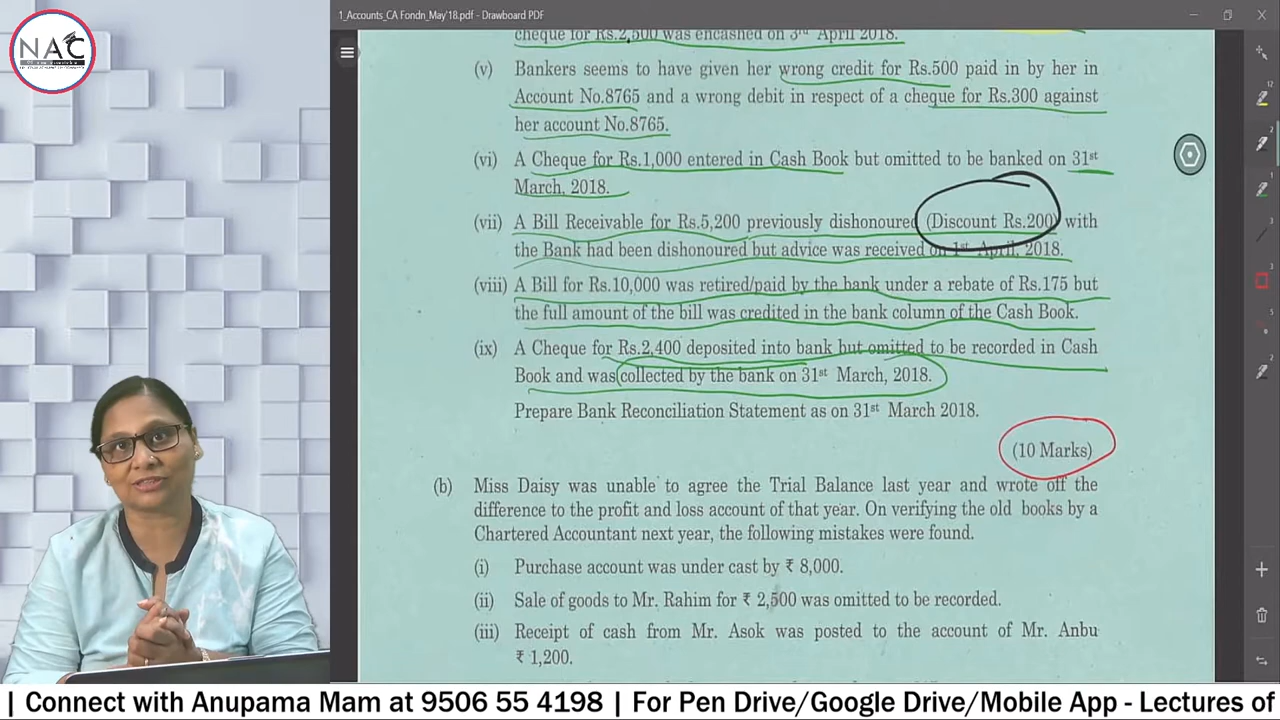 1_Accounts_CA Fondn_May'18.pdf - Drawboard PDF
NAC
cheque for Rs.2,500 was encashed on 3rd April 2018.
(v) Bankers seems to have given her wrong credit for Rs.500 paid in by her in
Account No.8765 and a wrong debit in respect of a cheque for Rs.300 against
her account No.8765.
(vi) A Cheque for Rs.1,000 entered in Cash Book but omitted to be banked on 31st
March, 2018.
(vii) A Bill Receivable for Rs.5,200 previously dishonoured (Discount Rs.200) with
the Bank had been dishonoured but advice was received on 1st April, 2018.
(viii) A Bill for Rs.10,000 was retired/paid by the bank under a rebate of Rs.175 but
the full amount of the bill was credited in the bank column of the Cash Book.
(ix) A Cheque for Rs.2,400 deposited into bank but omitted to be recorded in Cash
Book and was collected by the bank on 31st March, 2018.
Prepare Bank Reconciliation Statement as on 31st March 2018.
(10 Marks)
(b) Miss Daisy was unable to agree the Trial Balance last year and wrote off the
difference to the profit and loss account of that year. On verifying the old books by a
Chartered Accountant next year, the following mistakes were found.
(i) Purchase account was under cast by ₹ 8,000.
(ii) Sale of goods to Mr. Rahim for ₹ 2,500 was omitted to be recorded.
(iii) Receipt of cash from Mr. Asok was posted to the account of Mr. Anbu
₹ 1,200.
| Connect with Anupama Mam at 9506 55 4198 | For Pen Drive/Google Drive/Mobile App - Lectures of